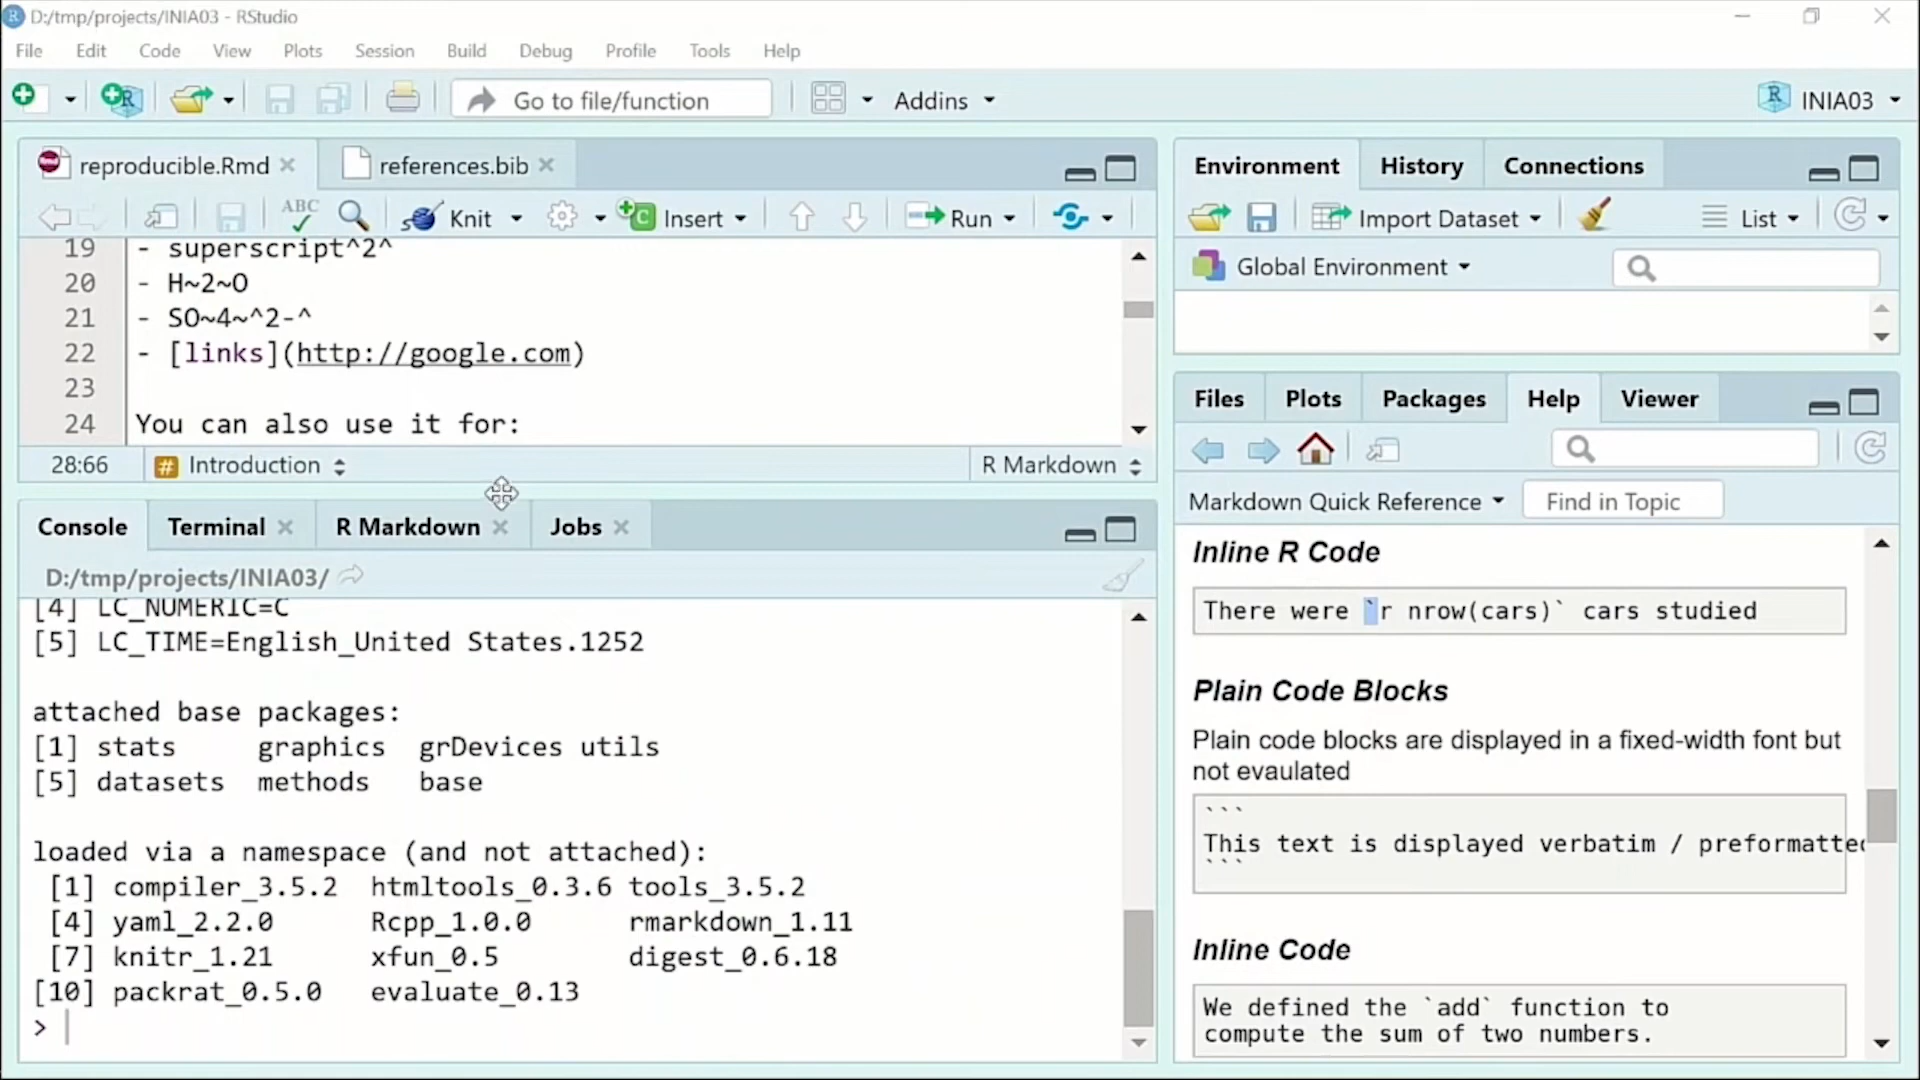 D:/tmp/projects/INIA03 - RStudio
File Edit Code View Plots Session Build Debug Profile Tools Help
Go to file/function Addins INIA03
reproducible.Rmd references.bib
ABC Knit Insert Run
19 - superscript^2^
20 - H~2~O
21 - SO~4~^2-^
22 - [links](http://google.com)
23
24 You can also use it for:
28:66 # Introduction R Markdown
Console Terminal R Markdown Jobs
D:/tmp/projects/INIA03/
[4] LC_NUMERIC=C
[5] LC_TIME=English_United States.1252
attached base packages:
[1] stats graphics grDevices utils
[5] datasets methods base
loaded via a namespace (and not attached):
[1] compiler_3.5.2 htmltools_0.3.6 tools_3.5.2
[4] yaml_2.2.0 Rcpp_1.0.0 rmarkdown_1.11
[7] knitr_1.21 xfun_0.5 digest_0.6.18
[10] packrat_0.5.0 evaluate_0.13
>
Environment History Connections
Import Dataset List
Global Environment
Files Plots Packages Help Viewer
Markdown Quick Reference Find in Topic
Inline R Code
There were `r nrow(cars)` cars studied
Plain Code Blocks
Plain code blocks are displayed in a fixed-width font but
not evaulated
```
This text is displayed verbatim / preformatted
```
Inline Code
We defined the `add` function to
compute the sum of two numbers.